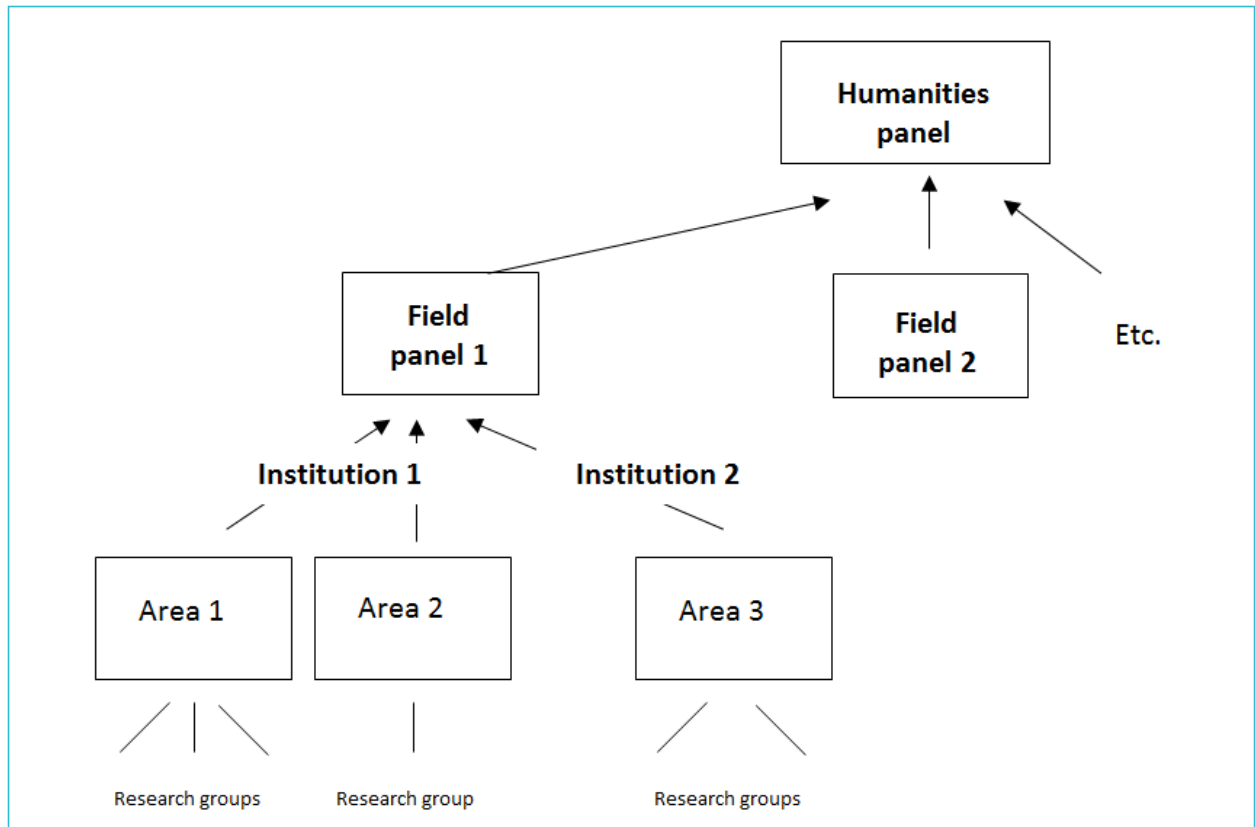 Humanities
panel
Field
panel 1
Field
panel 2
Etc.
Institution 1
Institution 2
Area 1
Area 2
Area 3
Research groups
Research group
Research groups